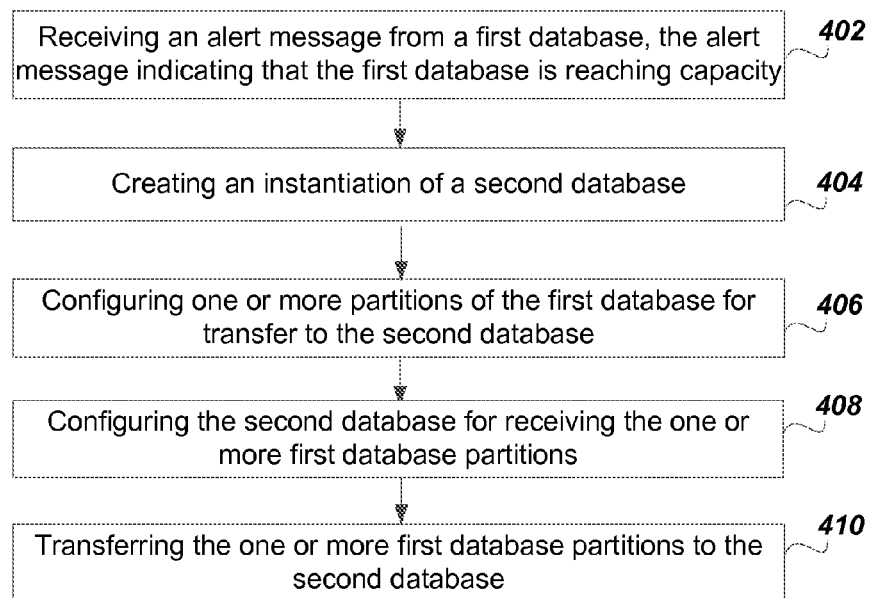 Receiving an alert message from a first database, the alert
402
message indicating that the first database is reaching capacity
Creating an instantiation of a second database
404
Configuring one or more partitions of the first database for
406
transfer to the second database
Configuring the second database for receiving the one or
408
more first database partitions
Transferring the one or more first database partitions to the
410
second database